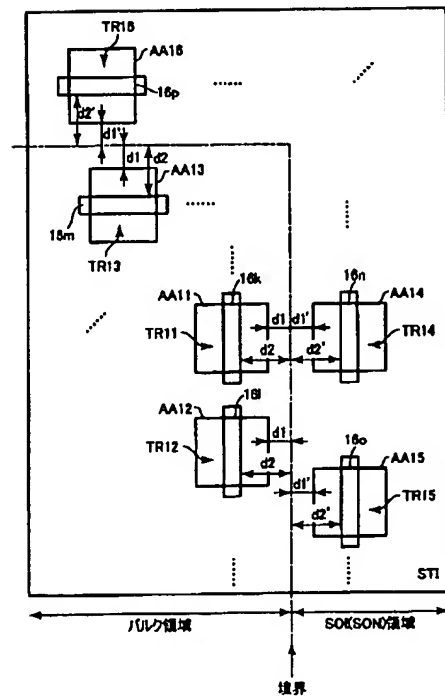 TR16
AA16
16p
d2'
d1'
d1 d2
AA13
16m
TR13
16k 16n
AA11 d1 d1' AA14
TR11 d2 d2' TR14
16l
AA12 d1
TR12 d2 16o AA15
d1'
d2' TR15
STI
バルク領域 SOI(SON)領域
境界